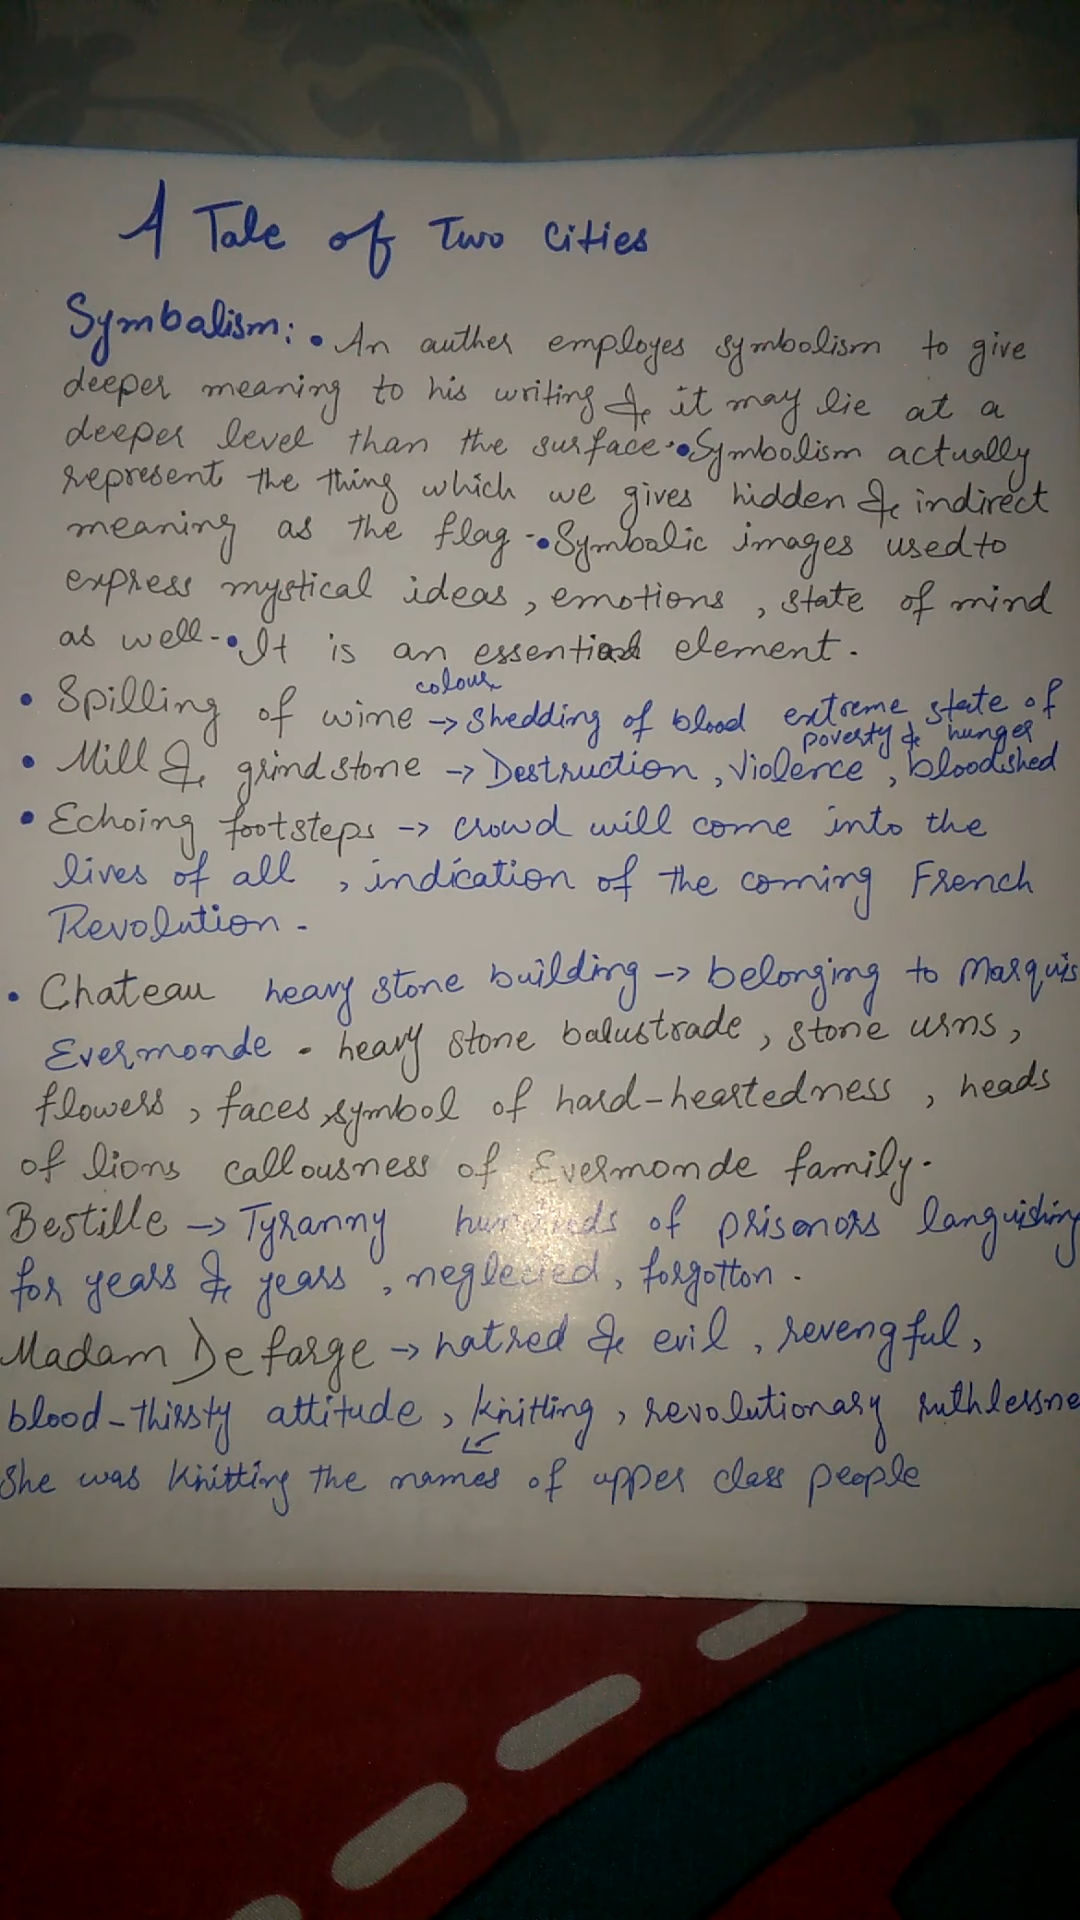 A Tale of Two Cities
Symbalism: • An auther employes symbolism to give
deeper meaning to his writing & it may lie at a
deeper level than the surface. • Symbolism actually
represent the thing which we gives hidden & indirect
meaning as the flag - • Symbolic images used to
express mystical ideas, emotions, state of mind
as well - • It is an essential element.
colour
• Spilling of wine → shedding of blood extreme state of
poverty & hunger
• Mill & grindstone → Destruction, violence, bloodished
• Echoing footsteps → crowd will come into the
lives of all, indication of the coming French
Revolution -
• Chateau heavy stone building → belonging to Marquis
Evermonde - heavy stone balustrade, stone urns,
flowers, faces, symbol of hard-heartedness, heads
of lions callousness of Evermonde family.
Bestille → Tyranny hundreds of prisonors languishing
for years & years, neglected, forgotton.
Madam Defarge → hatred & evil, revengful,
blood-thirsty attitude, knitting, revolutionary ruthlessne
She was knitting the names of upper class people